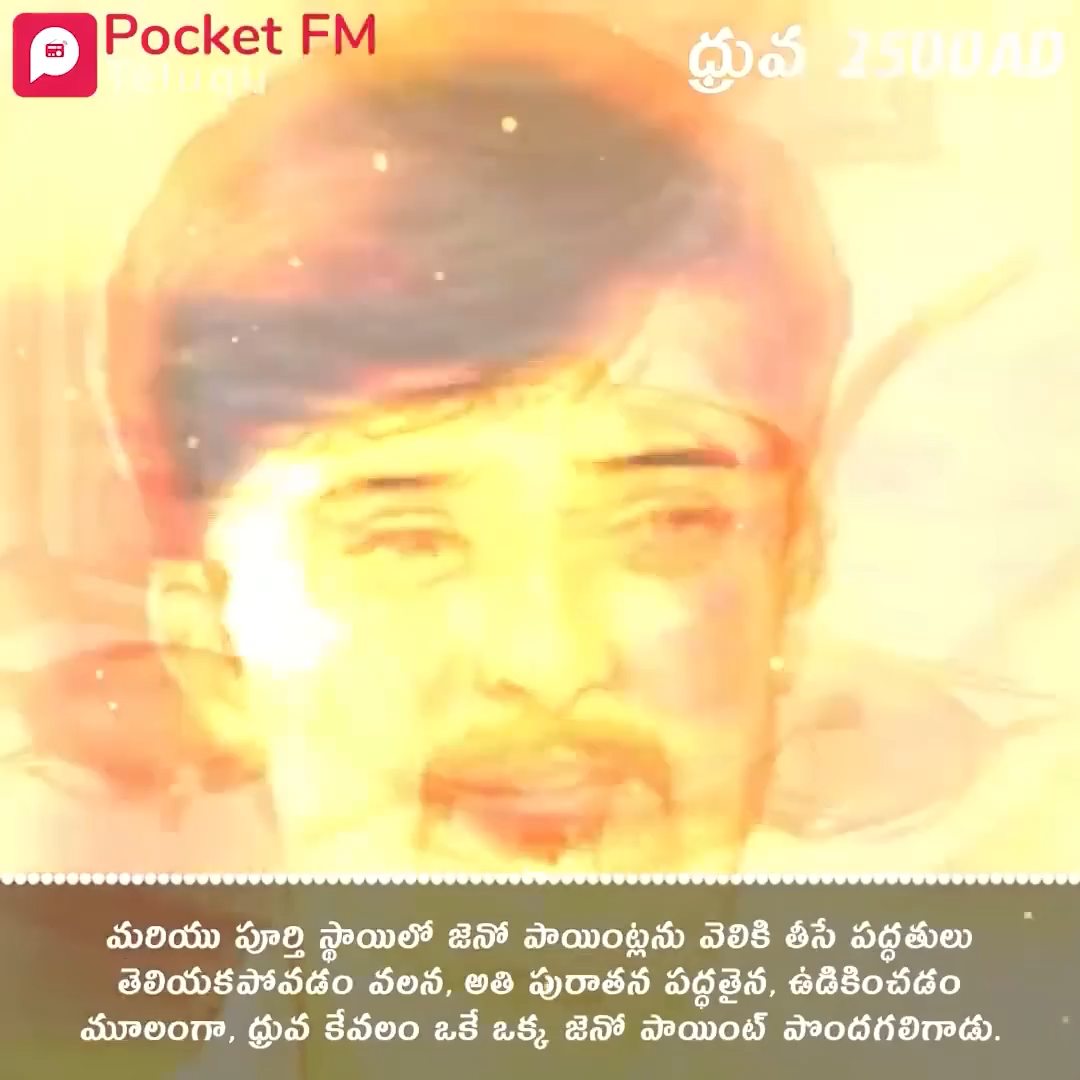 Pocket FM
Telugu
ధ్రువ 2500AD
మరియు పూర్తి స్థాయిలో జెనో పాయింట్లను వెలికి తీసే పద్ధతులు
తెలియకపోవడం వలన, అతి పురాతన పద్ధతైన, ఉడికించడం
మూలంగా, ధ్రువ కేవలం ఒకే ఒక్క జెనో పాయింట్ పొందగలిగాడు.